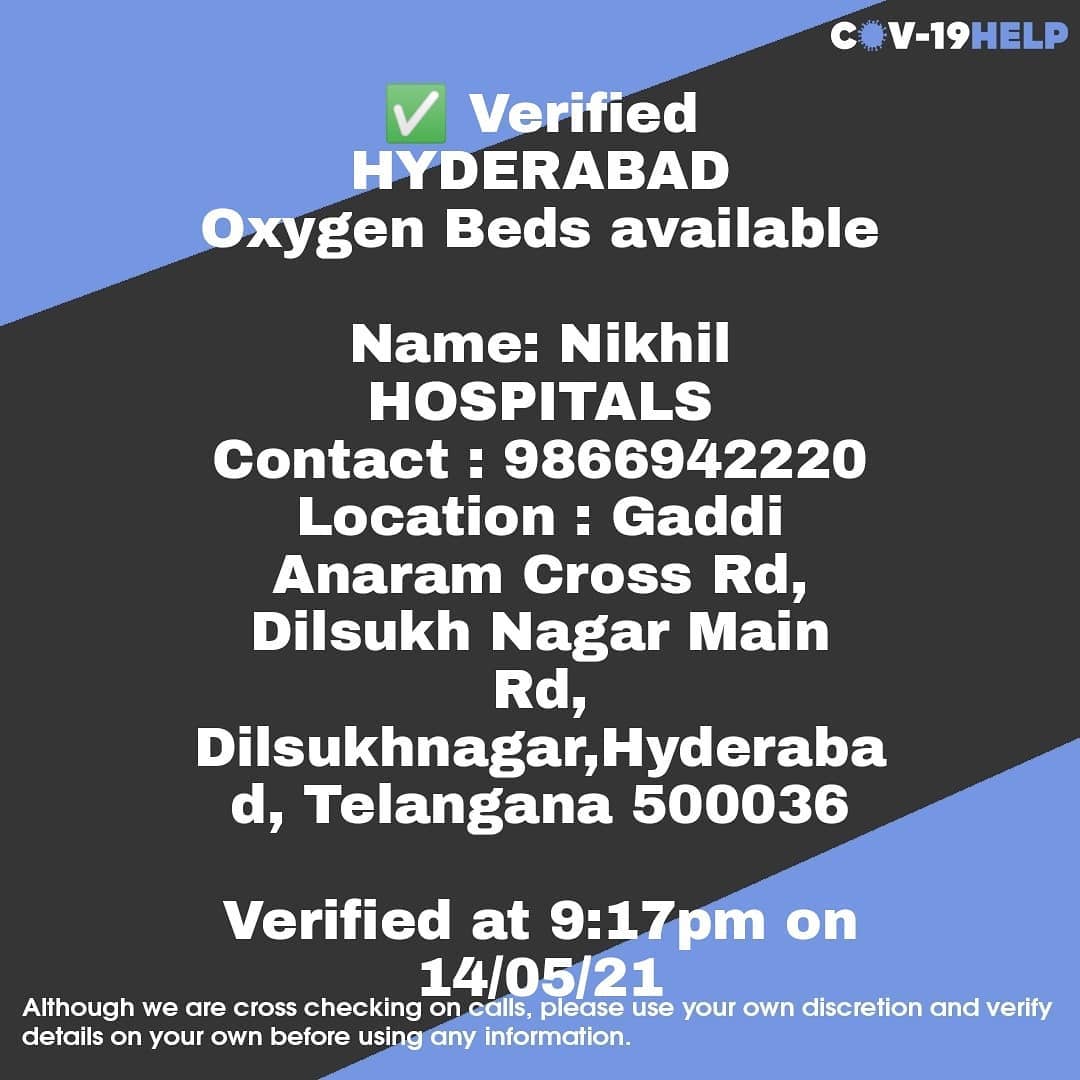 COV-19HELP
✅ Verified
HYDERABAD
Oxygen Beds available
Name: Nikhil
HOSPITALS
Contact : 9866942220
Location : Gaddi
Anaram Cross Rd,
Dilsukh Nagar Main
Rd,
Dilsukhnagar,Hyderaba
d, Telangana 500036
Verified at 9:17pm on
14/05/21
Although we are cross checking on calls, please use your own discretion and verify
details on your own before using any information.